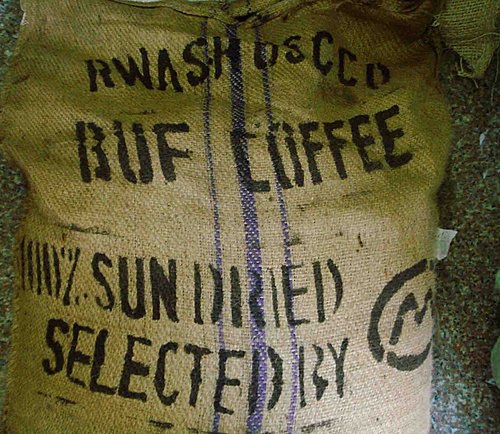 RWASHOSCCO
BUF COFFEE
100% SUN DRIED
SELECTED BY
M